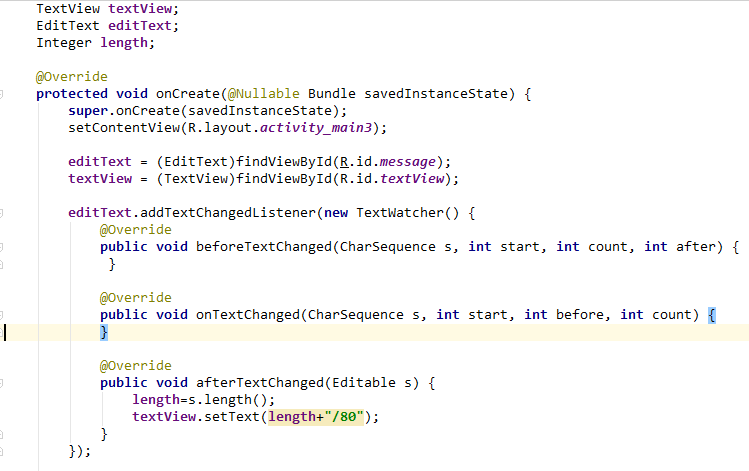 TextView textView;
EditText editText;
Integer length;
@Override
protected void onCreate(@Nullable Bundle savedInstanceState) {
super.onCreate(savedInstanceState);
setContentView(R.layout.activity_main3);
editText = (EditText)findViewById(R.id.message);
textView = (TextView)findViewById(R.id.textView);
editText.addTextChangedListener(new TextWatcher() {
@Override
public void beforeTextChanged(CharSequence s, int start, int count, int after) {
}
@Override
public void onTextChanged(CharSequence s, int start, int before, int count) {
}
@Override
public void afterTextChanged(Editable s) {
length=s.length();
textView.setText(length+"/80");
}
});